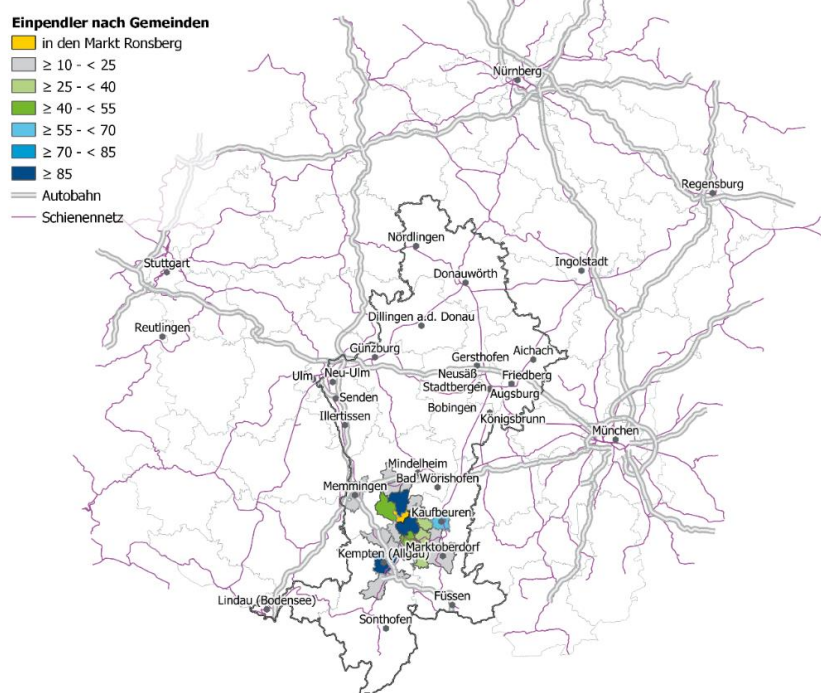 Einpendler nach Gemeinden
in den Markt Ronsberg
≥ 10 - < 25
≥ 25 - < 40
≥ 40 - < 55
≥ 55 - < 70
≥ 70 - < 85
≥ 85
Autobahn
Schienennetz
Nürnberg
Regensburg
Nördlingen
Stuttgart
Ingolstadt
Donauwörth
Dillingen a.d. Donau
Reutlingen
Günzburg
Gersthofen
Aichach
Ulm
Neu-Ulm
Neusäß
Friedberg
Stadtbergen
Augsburg
Senden
Bobingen
Illertissen
Königsbrunn
München
Mindelheim
Bad Wörishofen
Memmingen
Kaufbeuren
Kempten (Allgäu)
Marktoberdorf
Lindau (Bodensee)
Füssen
Sonthofen